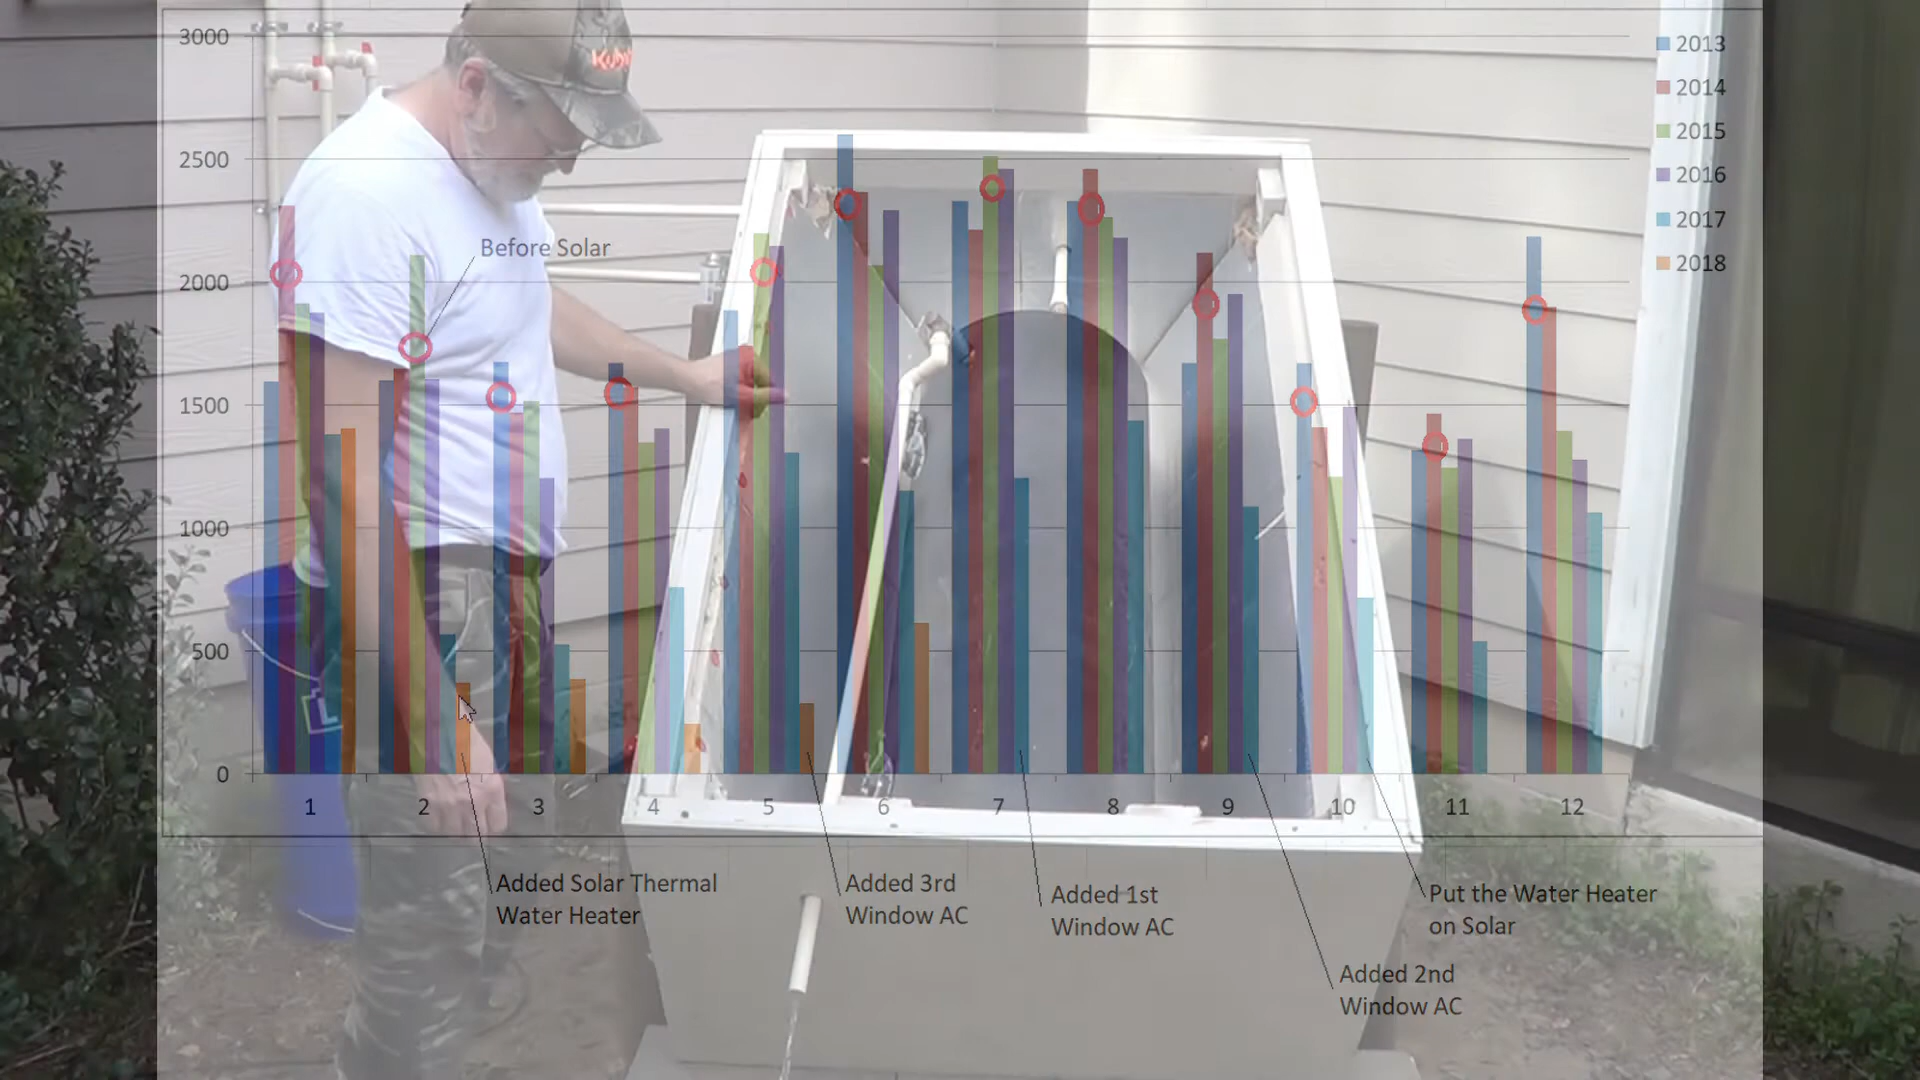 3000
2500
2000
1500
1000
500
0
1 2 3 4 5 6 7 8 9 10 11 12
2013
2014
2015
2016
2017
2018
Before Solar
Added Solar Thermal
Water Heater
Added 3rd
Window AC
Added 1st
Window AC
Added 2nd
Window AC
Put the Water Heater
on Solar